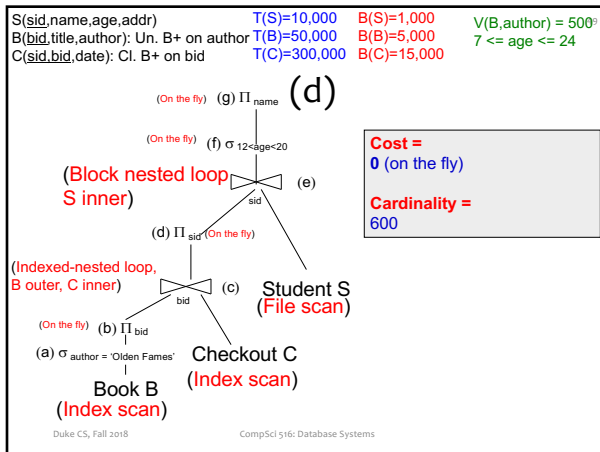 S(sid,name,age,addr)
B(bid,title,author): Un. B+ on author
C(sid,bid,date): Cl. B+ on bid
T(S)=10,000
T(B)=50,000
T(C)=300,000
B(S)=1,000
B(B)=5,000
B(C)=15,000
V(B,author) = 500
7 <= age <= 24
(On the fly) (g) Π name
(d)
(On the fly) (f) σ 12<age<20
(Block nested loop
S inner)
(e)
sid
Cost =
0 (on the fly)
Cardinality =
600
(d) Π sid (On the fly)
(Indexed-nested loop,
B outer, C inner)
(c)
bid
Student S
(File scan)
(On the fly) (b) Π bid
(a) σ author = 'Olden Fames'
Checkout C
(Index scan)
Book B
(Index scan)
Duke CS, Fall 2018
CompSci 516: Database Systems